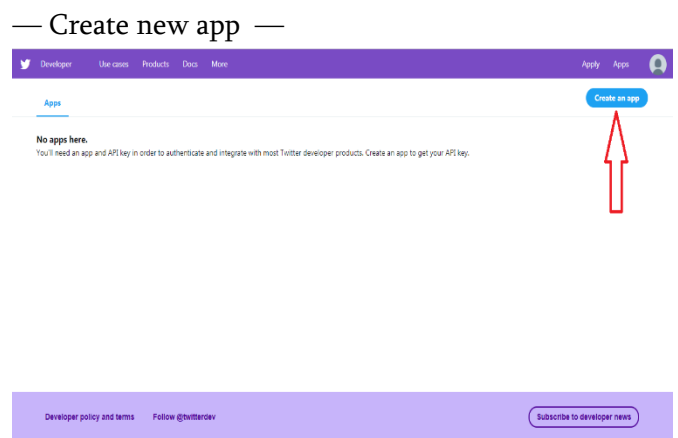 — Create new app —
Developer Use cases Products Docs More Apply Apps
Apps
Create an app
No apps here.
You'll need an app and API key in order to authenticate and integrate with most Twitter developer products. Create an app to get your API key.
Developer policy and terms Follow @twitterdev Subscribe to developer news